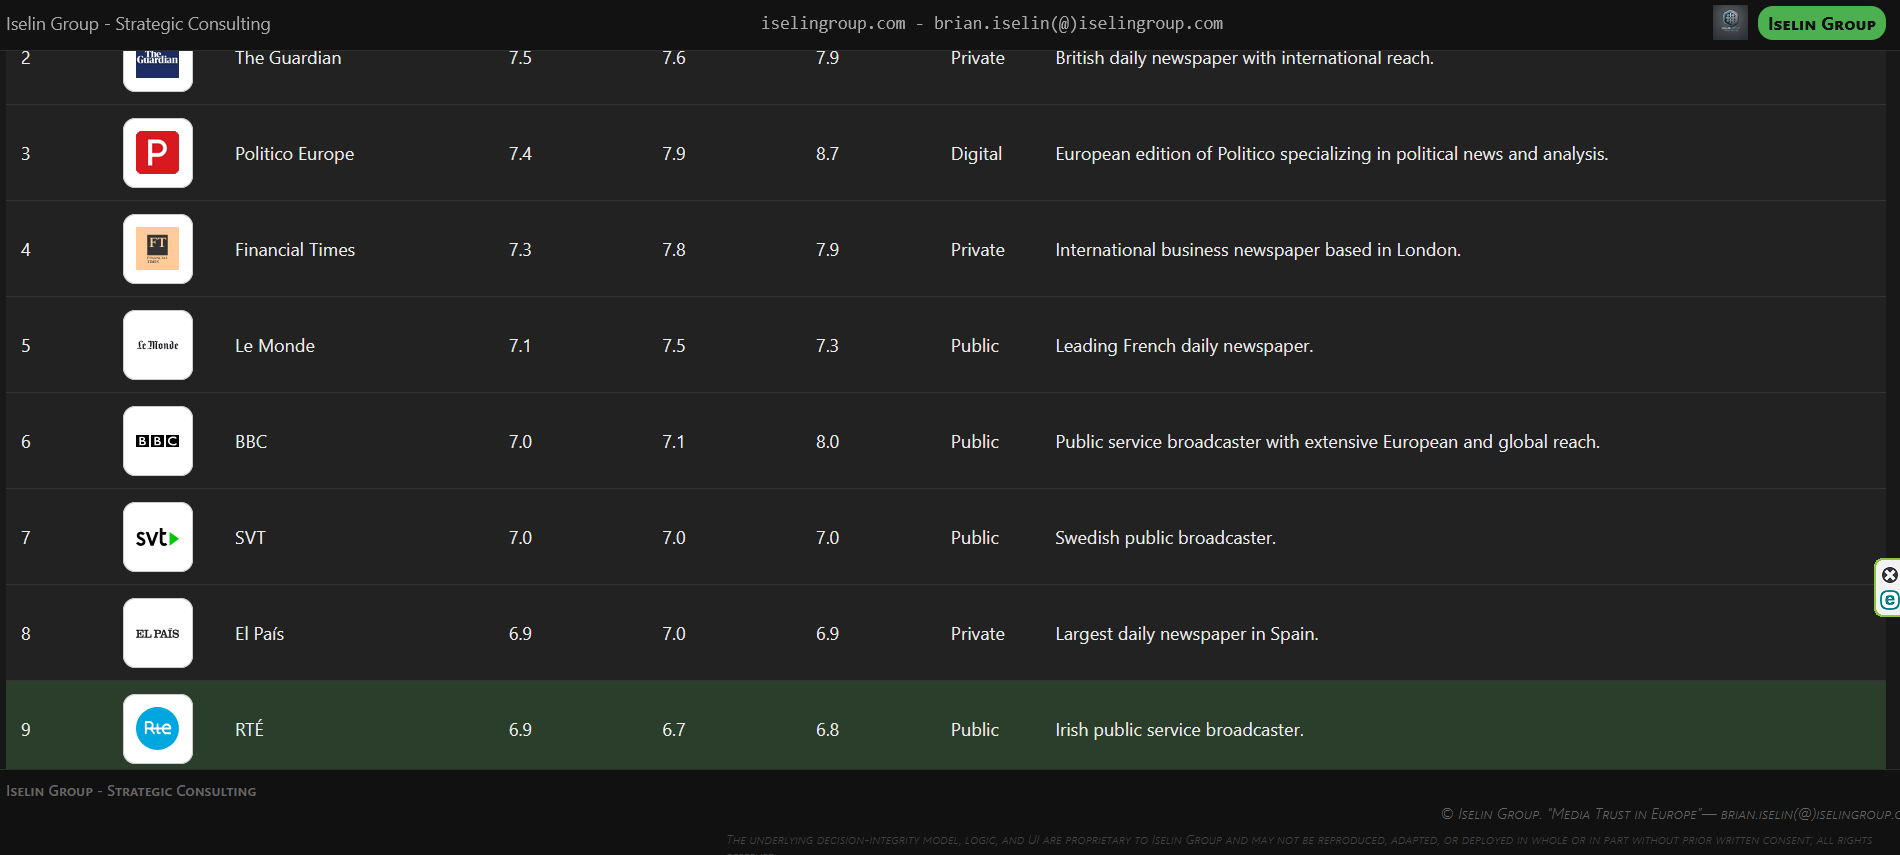 Iselin Group - Strategic Consulting
iselingroup.com - brian.iselin(@)iselingroup.com
Iselin Group
2 The Guardian The Guardian 7.5 7.6 7.9 Private British daily newspaper with international reach.
3 P Politico Europe 7.4 7.9 8.7 Digital European edition of Politico specializing in political news and analysis.
4 FT FINANCIAL TIMES Financial Times 7.3 7.8 7.9 Private International business newspaper based in London.
5 Le Monde Le Monde 7.1 7.5 7.3 Public Leading French daily newspaper.
6 BBC BBC 7.0 7.1 8.0 Public Public service broadcaster with extensive European and global reach.
7 svt SVT 7.0 7.0 7.0 Public Swedish public broadcaster.
8 EL PAÍS El País 6.9 7.0 6.9 Private Largest daily newspaper in Spain.
9 RTÉ RTÉ 6.9 6.7 6.8 Public Irish public service broadcaster.
Iselin Group - Strategic Consulting
© Iselin Group. "Media Trust in Europe"— brian.iselin(@)iselingroup.c
The underlying decision-integrity model, logic, and UI are proprietary to Iselin Group and may not be reproduced, adapted, or deployed in whole or in part without prior written consent; all rights